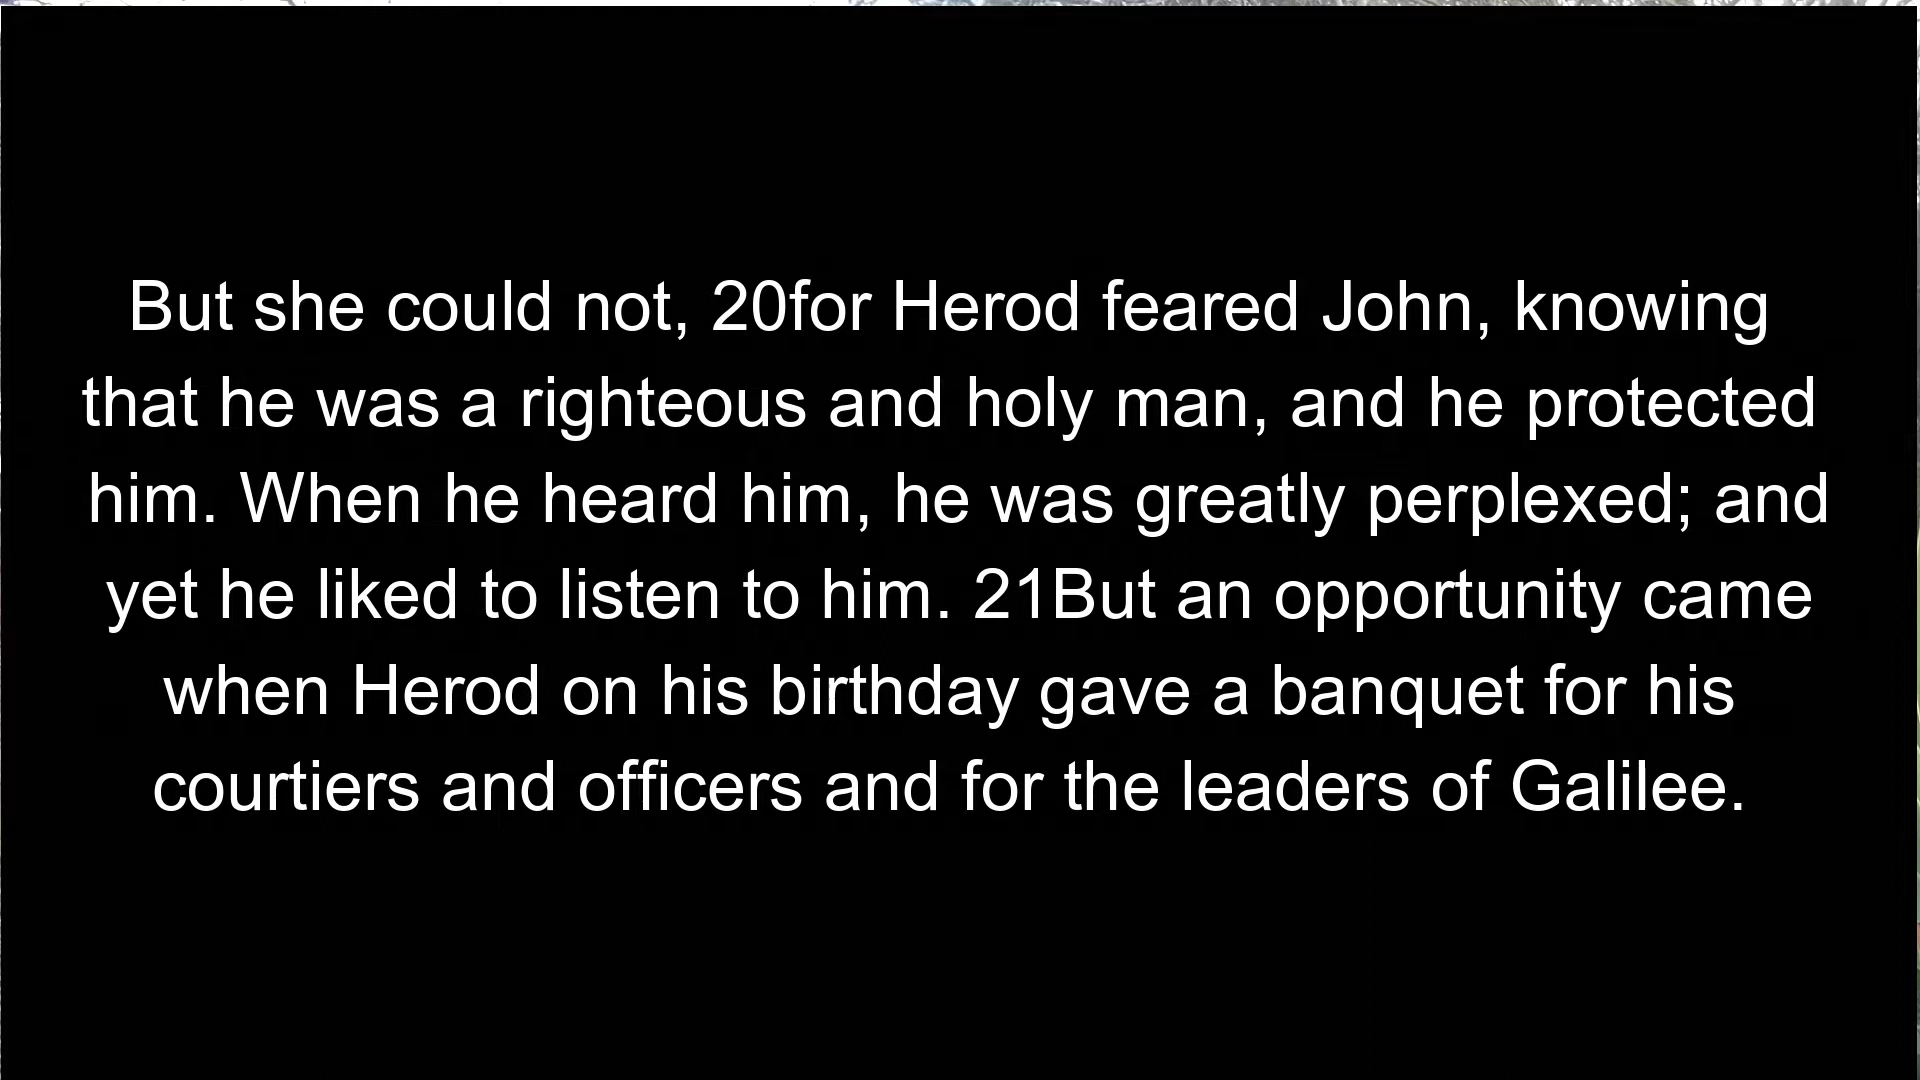 But she could not, 20for Herod feared John, knowing
that he was a righteous and holy man, and he protected
him. When he heard him, he was greatly perplexed; and
yet he liked to listen to him. 21But an opportunity came
when Herod on his birthday gave a banquet for his
courtiers and officers and for the leaders of Galilee.